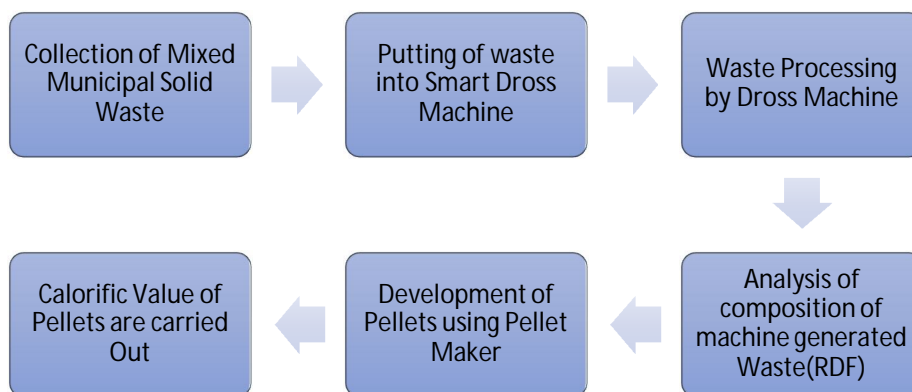 Collection of Mixed
Municipal Solid
Waste
Putting of waste
into Smart Dross
Machine
Waste Processing
by Dross Machine
Analysis of
composition of
machine generated
Waste(RDF)
Development of
Pellets using Pellet
Maker
Calorific Value of
Pellets are carried
Out